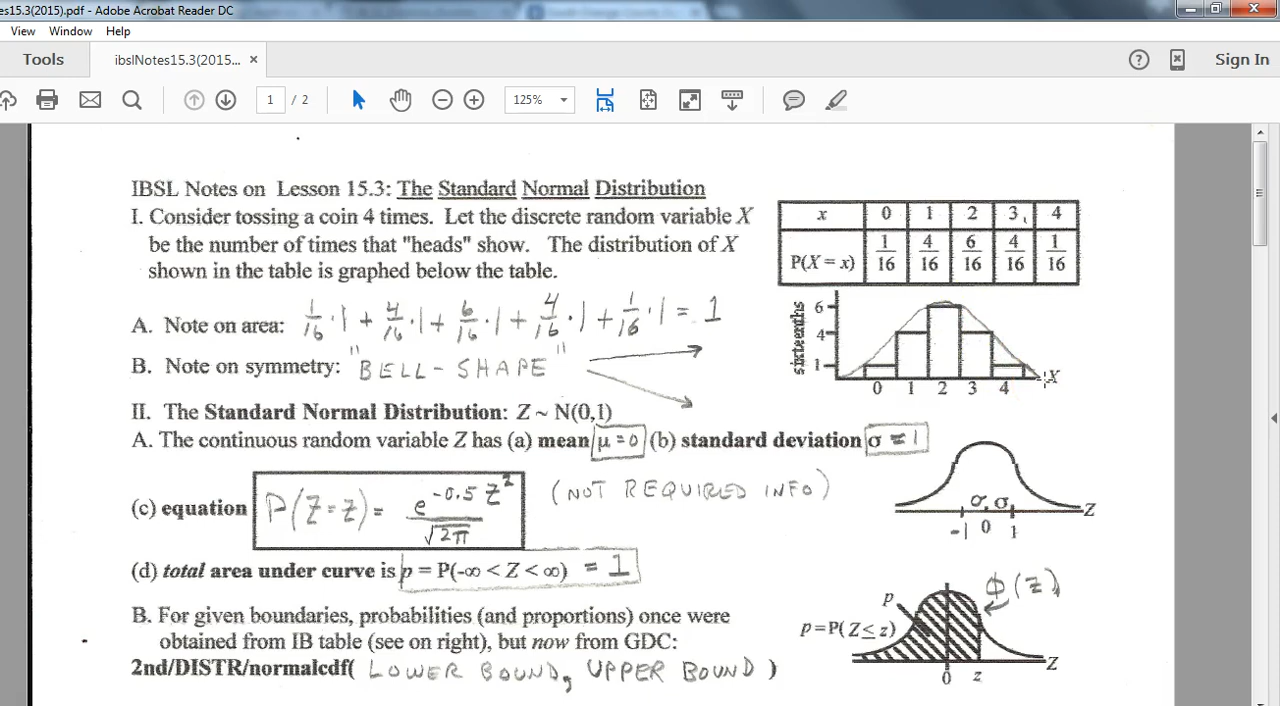 es15.3(2015).pdf - Adobe Acrobat Reader DC
View Window Help
Tools ibslNotes15.3(2015... × Sign In
1 / 2 125%
IBSL Notes on Lesson 15.3: The Standard Normal Distribution
I. Consider tossing a coin 4 times. Let the discrete random variable X
be the number of times that "heads" show. The distribution of X
shown in the table is graphed below the table.
x 0 1 2 3 4
P(X = x) 1/16 4/16 6/16 4/16 1/16
A. Note on area: 1/16 · 1 + 4/16 · 1 + 6/16 · 1 + 4/16 · 1 + 1/16 · 1 = 1
B. Note on symmetry: "BELL-SHAPE"
sixteenths
6
4
1
0 1 2 3 4 X
II. The Standard Normal Distribution: Z ~ N(0,1)
A. The continuous random variable Z has (a) mean μ = 0 (b) standard deviation σ = 1
(c) equation P(Z = z) = e^-0.5 z² / √2π (NOT REQUIRED INFO)
σ σ Z
-1 0 1
(d) total area under curve is p = P(-∞ < Z < ∞) = 1
B. For given boundaries, probabilities (and proportions) once were
obtained from IB table (see on right), but now from GDC:
2nd/DISTR/normalcdf( LOWER BOUND, UPPER BOUND )
p Φ(z)
p=P(Z≤z)
0 z Z